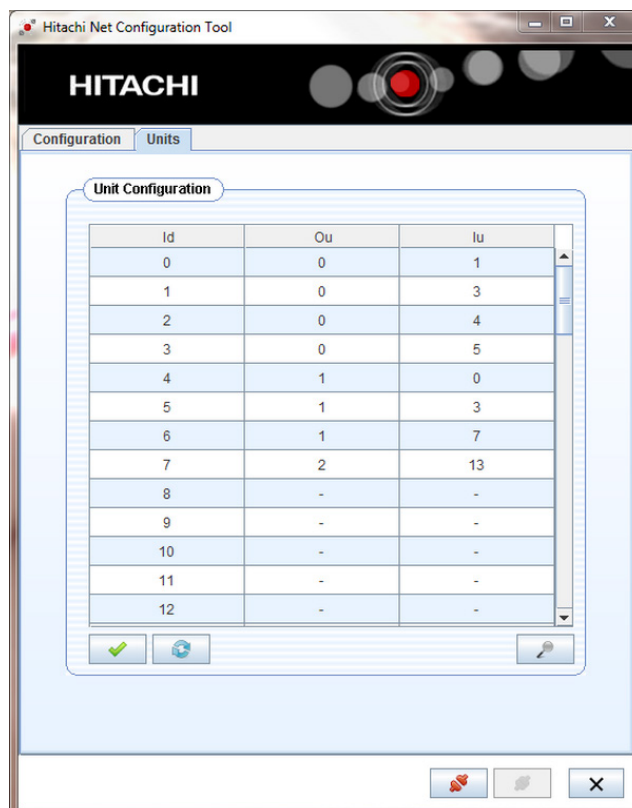 Hitachi Net Configuration Tool
HITACHI
Configuration Units
Unit Configuration
Id Ou Iu
0 0 1
1 0 3
2 0 4
3 0 5
4 1 0
5 1 3
6 1 7
7 2 13
8 - -
9 - -
10 - -
11 - -
12 - -